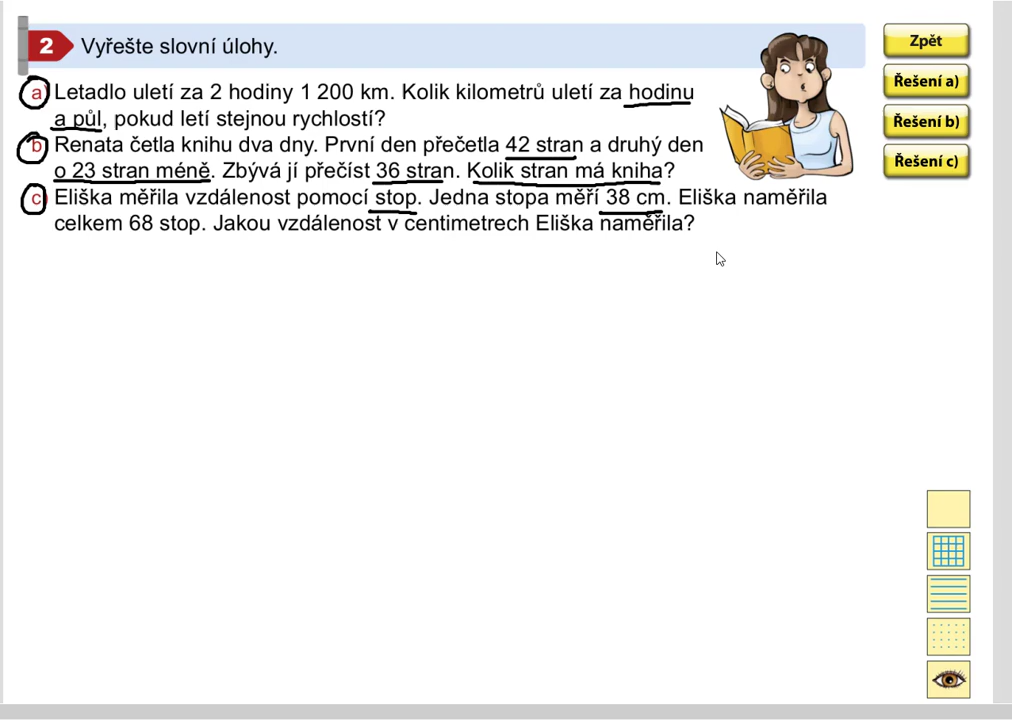 2 Vyřešte slovní úlohy.
a) Letadlo uletí za 2 hodiny 1 200 km. Kolik kilometrů uletí za hodinu
a půl, pokud letí stejnou rychlostí?
b) Renata četla knihu dva dny. První den přečetla 42 stran a druhý den
o 23 stran méně. Zbývá jí přečíst 36 stran. Kolik stran má kniha?
c) Eliška měřila vzdálenost pomocí stop. Jedna stopa měří 38 cm. Eliška naměřila
celkem 68 stop. Jakou vzdálenost v centimetrech Eliška naměřila?
Zpět
Řešení a)
Řešení b)
Řešení c)